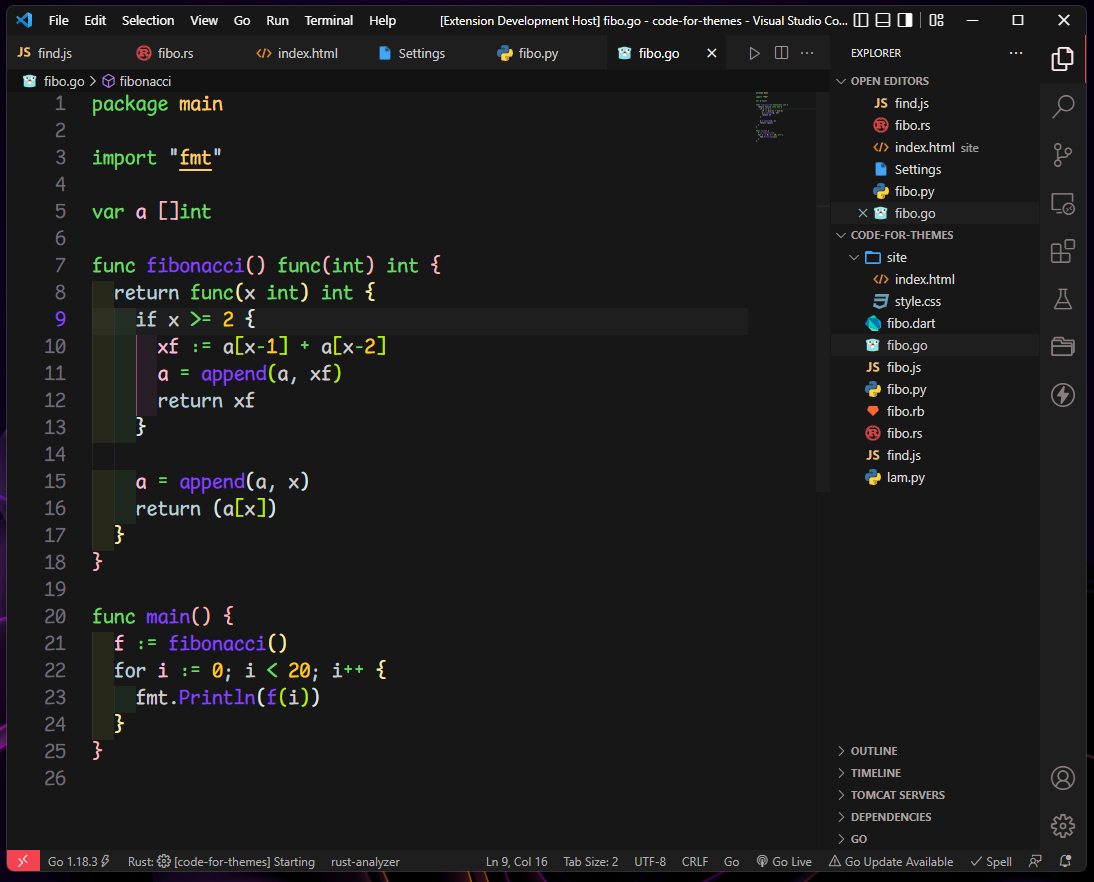 File Edit Selection View Go Run Terminal Help [Extension Development Host] fibo.go - code-for-themes - Visual Studio Co...
JS find.js fibo.rs index.html Settings fibo.py fibo.go
fibo.go > fibonacci
1 package main
2
3 import "fmt"
4
5 var a []int
6
7 func fibonacci() func(int) int {
8 return func(x int) int {
9 if x >= 2 {
10 xf := a[x-1] + a[x-2]
11 a = append(a, xf)
12 return xf
13 }
14
15 a = append(a, x)
16 return (a[x])
17 }
18 }
19
20 func main() {
21 f := fibonacci()
22 for i := 0; i < 20; i++ {
23 fmt.Println(f(i))
24 }
25 }
26
EXPLORER
OPEN EDITORS
JS find.js
fibo.rs
index.html site
Settings
fibo.py
fibo.go
CODE-FOR-THEMES
site
index.html
style.css
fibo.dart
fibo.go
JS fibo.js
fibo.py
fibo.rb
fibo.rs
JS find.js
lam.py
OUTLINE
TIMELINE
TOMCAT SERVERS
DEPENDENCIES
GO
Go 1.18.3 Rust: [code-for-themes] Starting rust-analyzer Ln 9, Col 16 Tab Size: 2 UTF-8 CRLF Go Go Live Go Update Available Spell